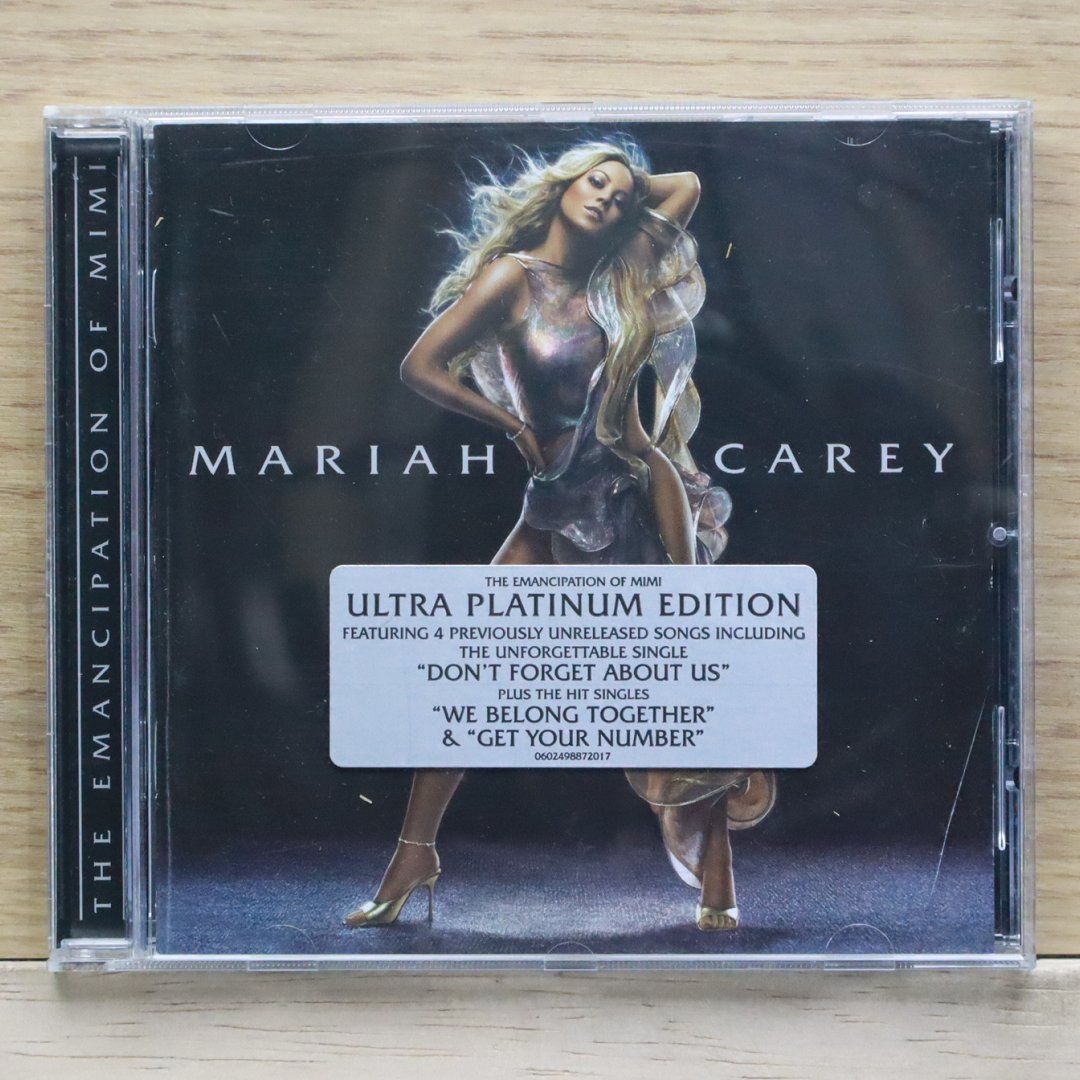 THE EMANCIPATION OF MIMI
MARIAH CAREY
THE EMANCIPATION OF MIMI
ULTRA PLATINUM EDITION
FEATURING 4 PREVIOUSLY UNRELEASED SONGS INCLUDING
THE UNFORGETTABLE SINGLE
“DON'T FORGET ABOUT US”
PLUS THE HIT SINGLES
“WE BELONG TOGETHER”
& “GET YOUR NUMBER”
0602498872017